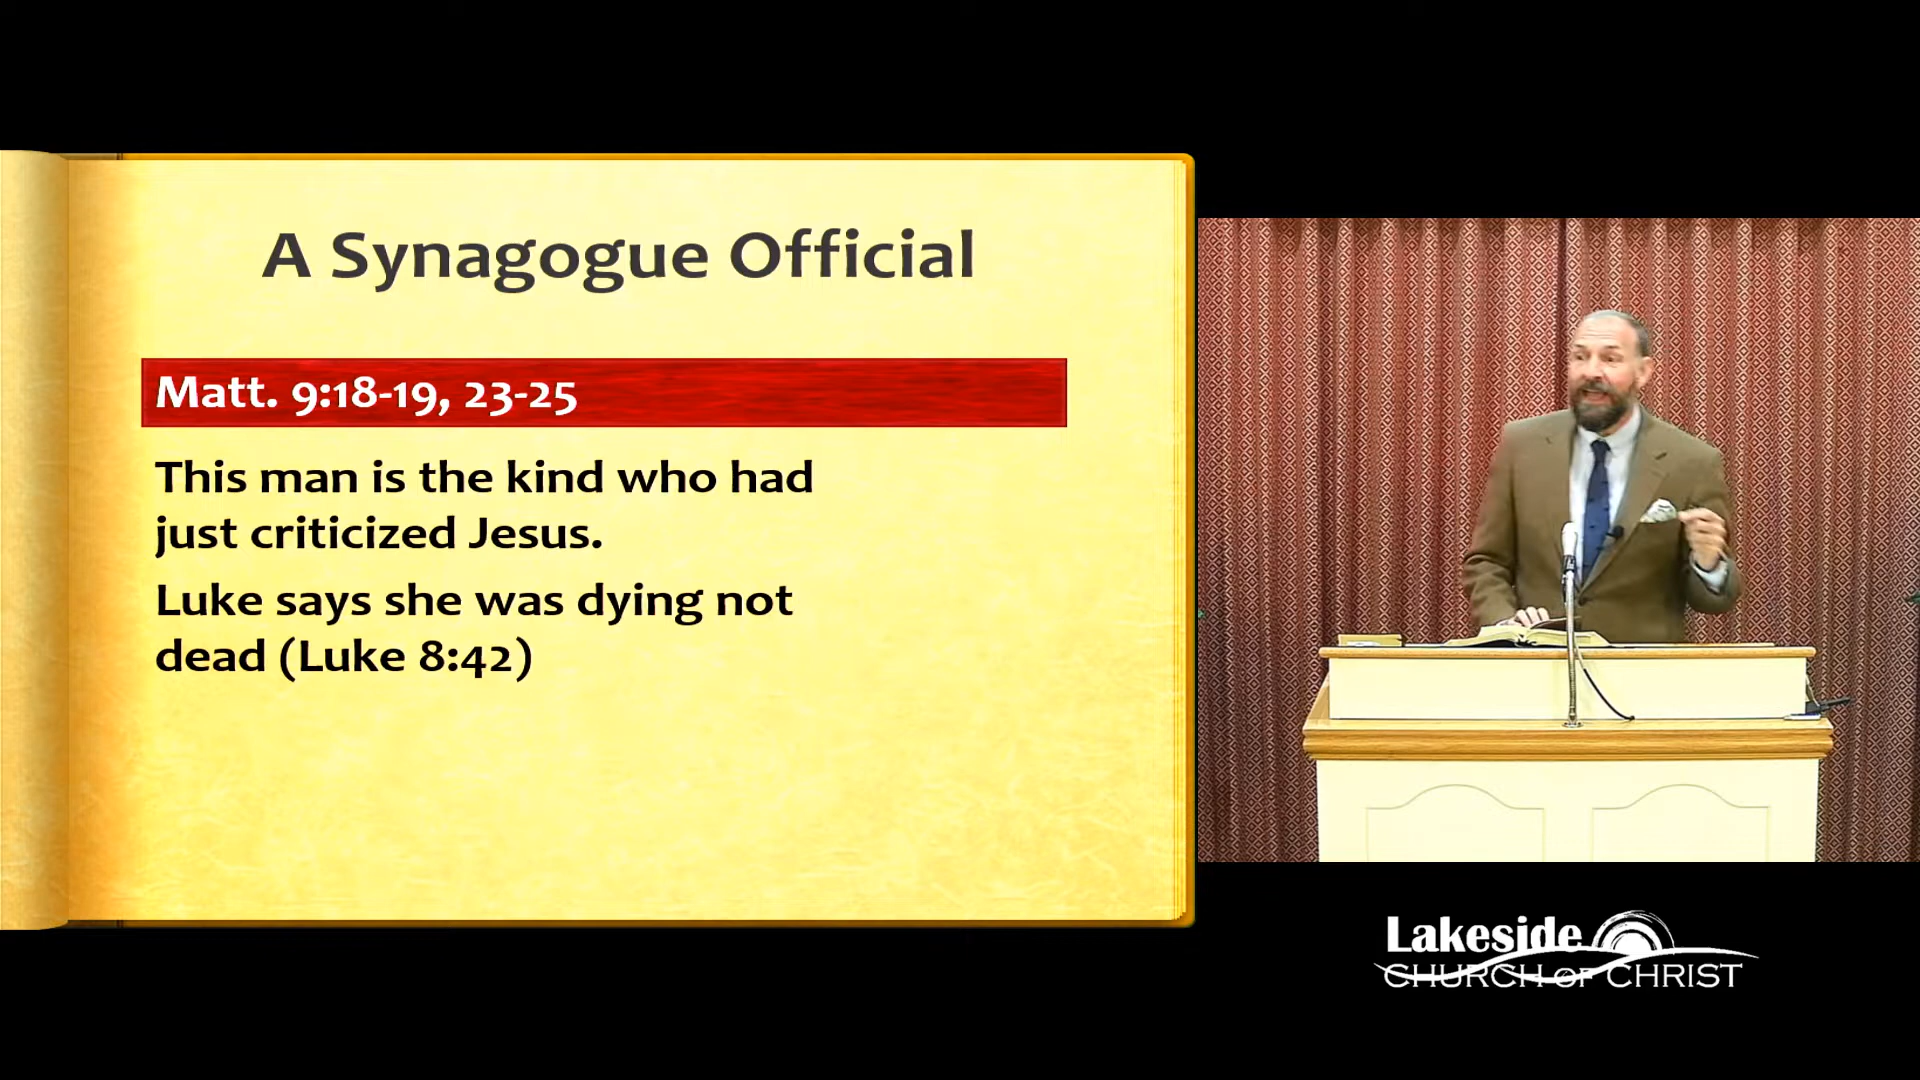 A Synagogue Official
Matt. 9:18-19, 23-25
This man is the kind who had
just criticized Jesus.
Luke says she was dying not
dead (Luke 8:42)
Lakeside
CHURCH OF CHRIST